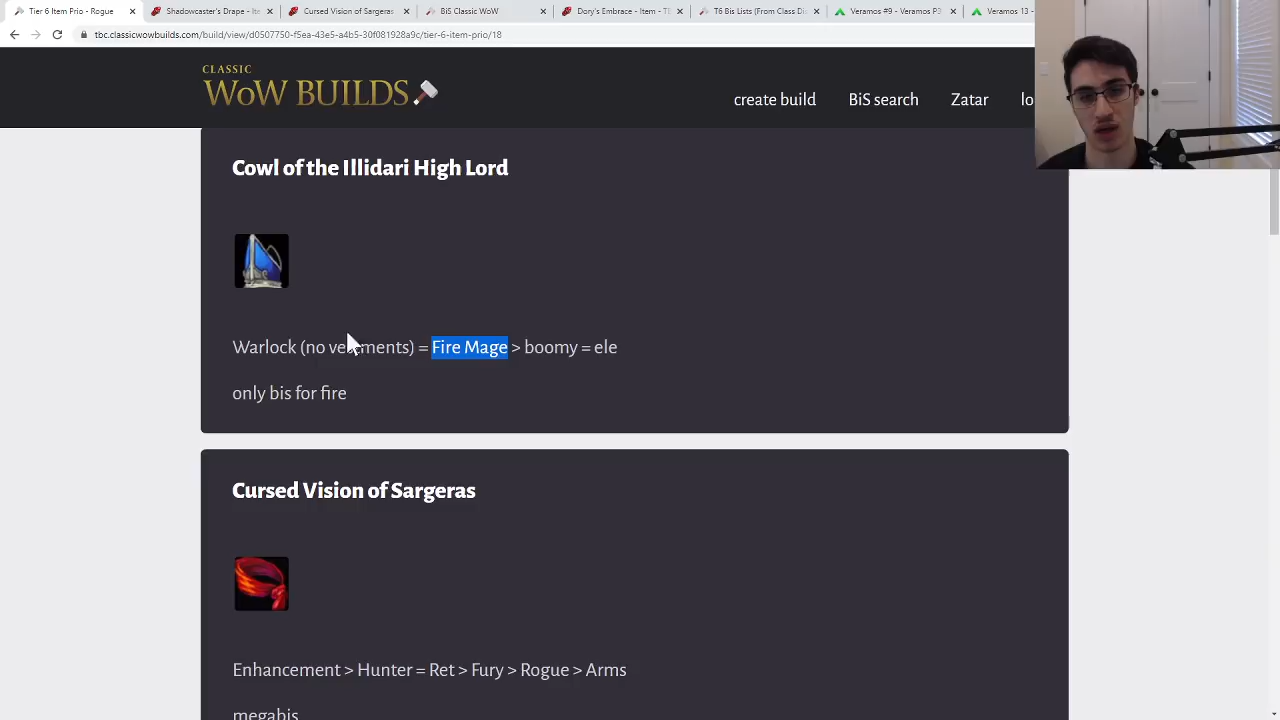 Tier 6 Item Prio - Rogue
Shadowcaster's Drape - Item - T
Cursed Vision of Sargeras
BiS Classic WoW
Dory's Embrace - Item - T
T6 Bis Lists (From Class Di
Veramos #9 - Veramos P3
Veramos 13 -
tbc.classicwowbuilds.com/build/view/d0507750-f5ea-43e5-a4b5-30f081928a9c/tier-6-item-prio/18
CLASSIC
WoW BUILDS
create build
BiS search
Zatar
lo
Cowl of the Illidari High Lord
Warlock (no vestments) = Fire Mage > boomy = ele
only bis for fire
Cursed Vision of Sargeras
Enhancement > Hunter = Ret > Fury > Rogue > Arms
megabis